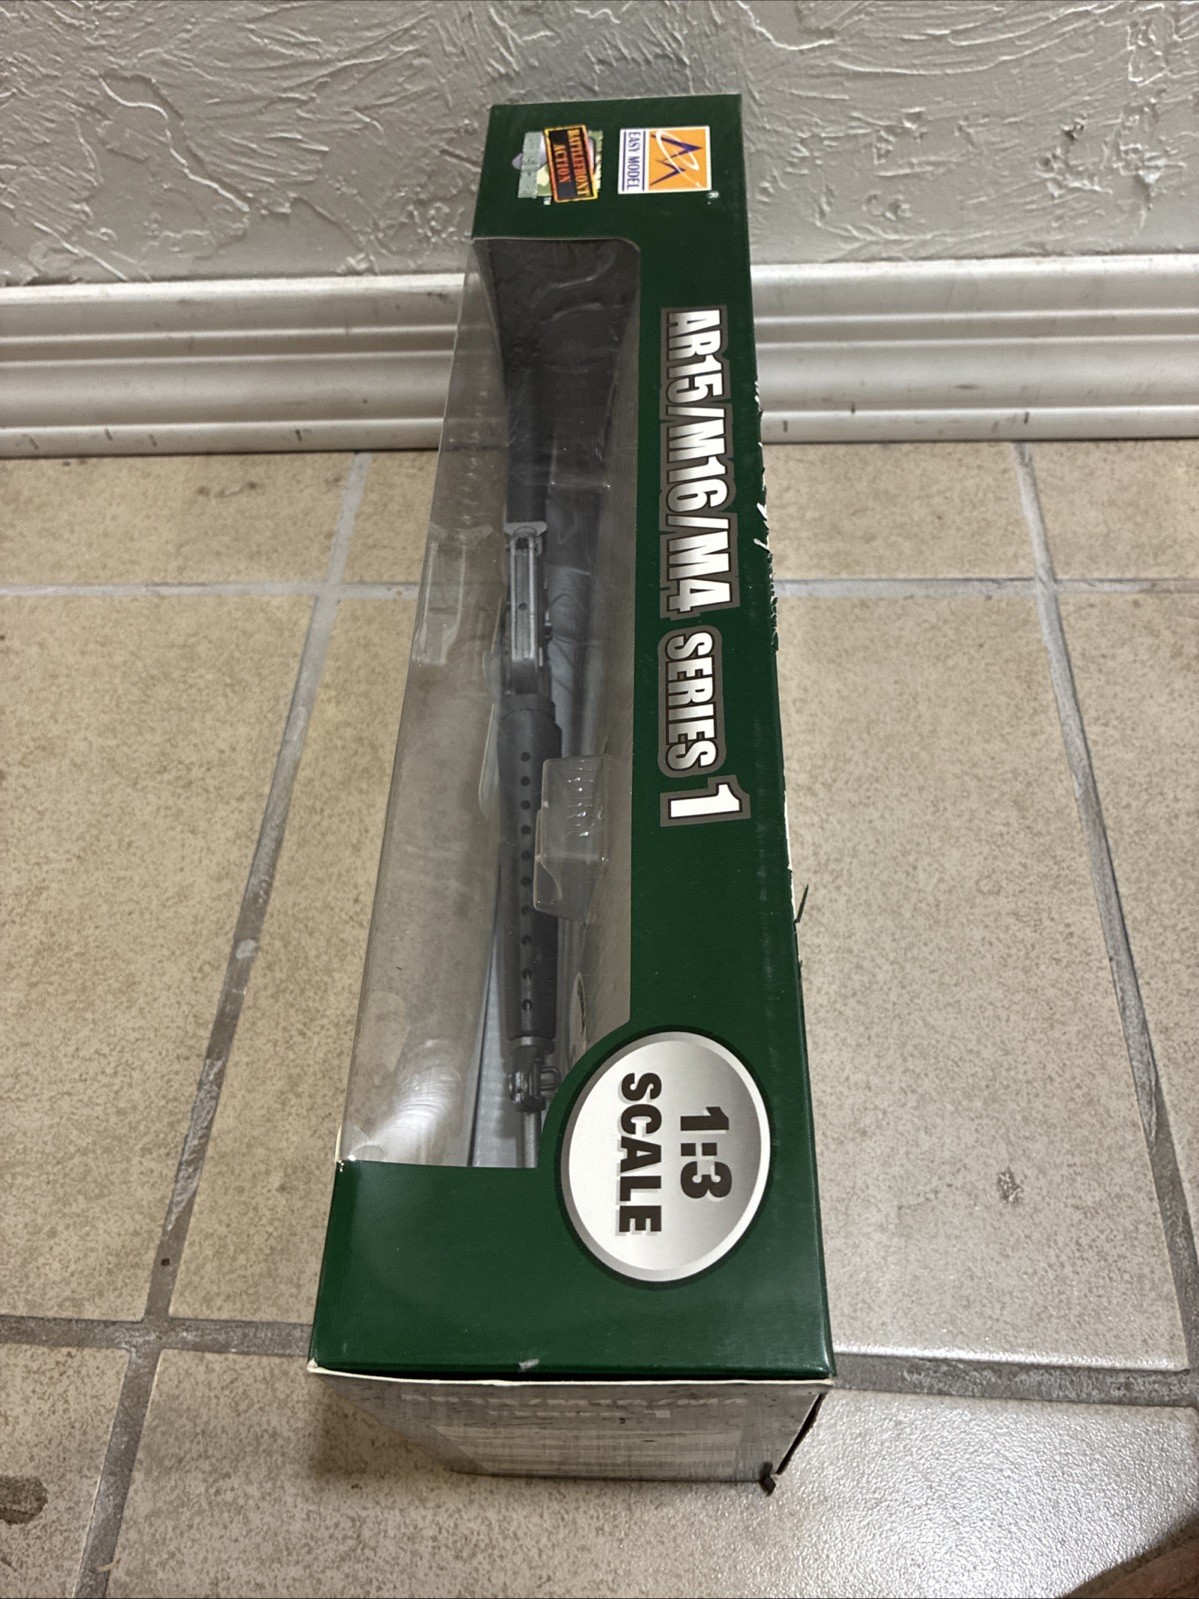 BATTLEFRONT
ACTION
EASY MODEL
R
AR15/M16/M4 SERIES 1
1:3
SCALE